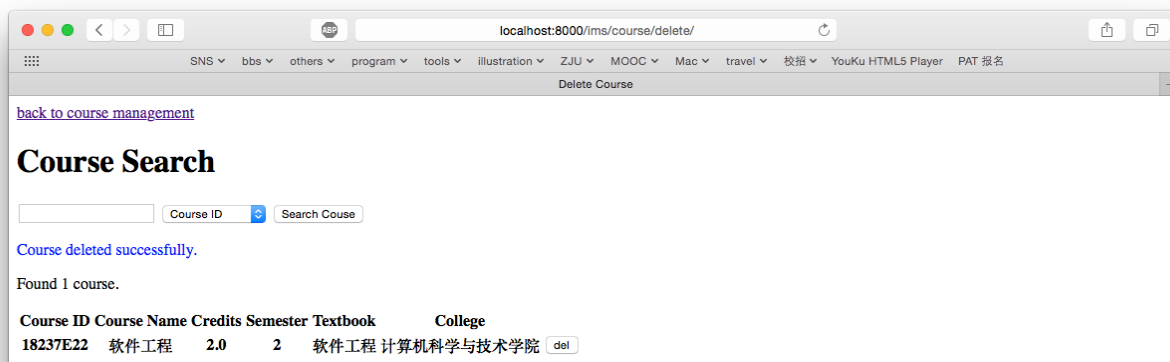 ABP localhost:8000/ims/course/delete/
SNS bbs others program tools illustration ZJU MOOC Mac travel 校招 YouKu HTML5 Player PAT 报名
Delete Course
back to course management
Course Search
Course ID Search Couse
Course deleted successfully.
Found 1 course.
Course ID Course Name Credits Semester Textbook College
18237E22 软件工程 2.0 2 软件工程 计算机科学与技术学院 del